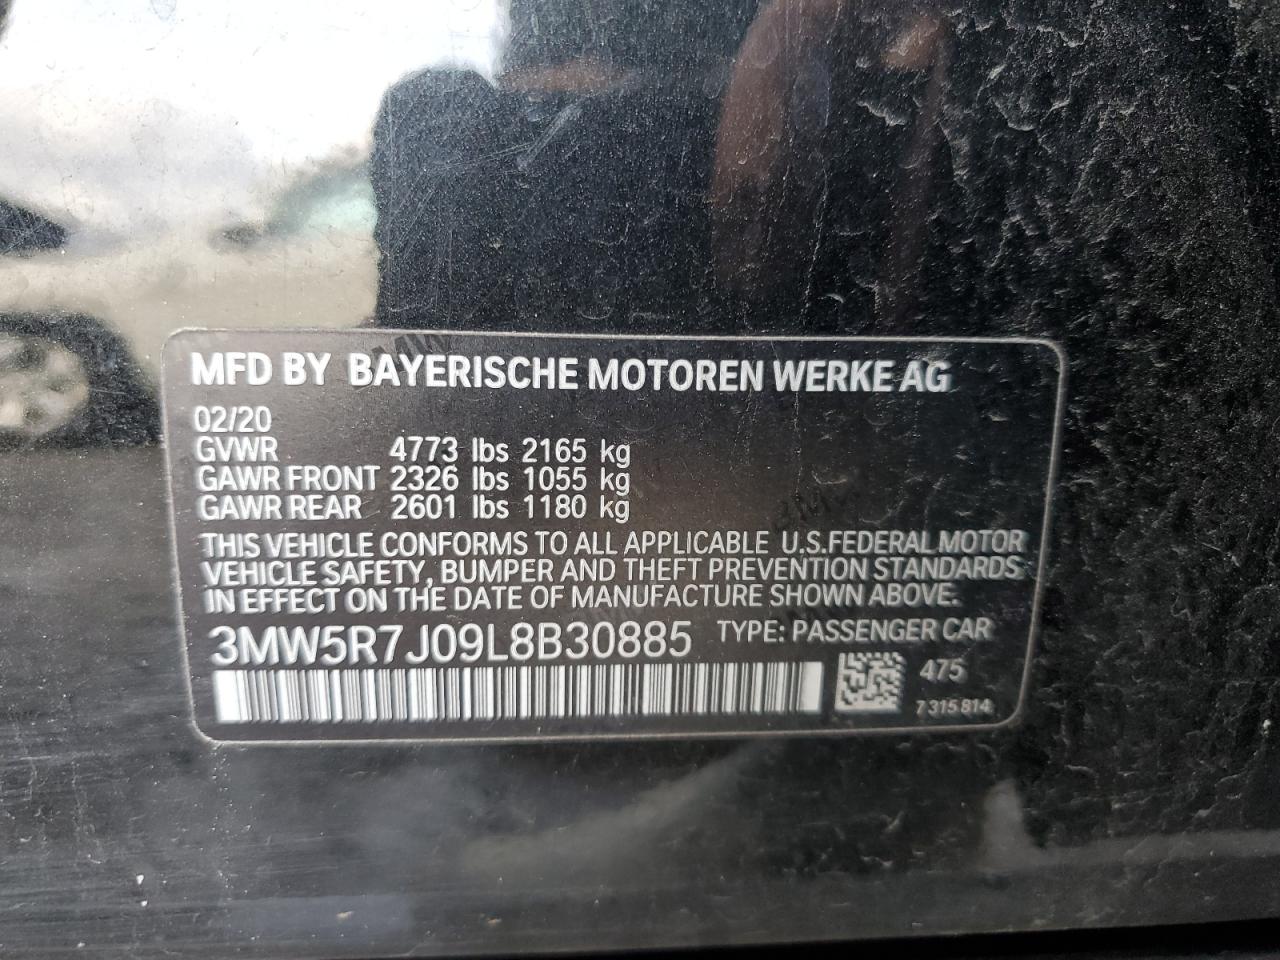 MFD BY BAYERISCHE MOTOREN WERKE AG
02/20
GVWR 4773 lbs 2165 kg
GAWR FRONT 2326 lbs 1055 kg
GAWR REAR 2601 lbs 1180 kg
THIS VEHICLE CONFORMS TO ALL APPLICABLE U.S.FEDERAL MOTOR
VEHICLE SAFETY, BUMPER AND THEFT PREVENTION STANDARDS
IN EFFECT ON THE DATE OF MANUFACTURE SHOWN ABOVE.
3MW5R7J09L8B30885 TYPE: PASSENGER CAR
475
7 315 814